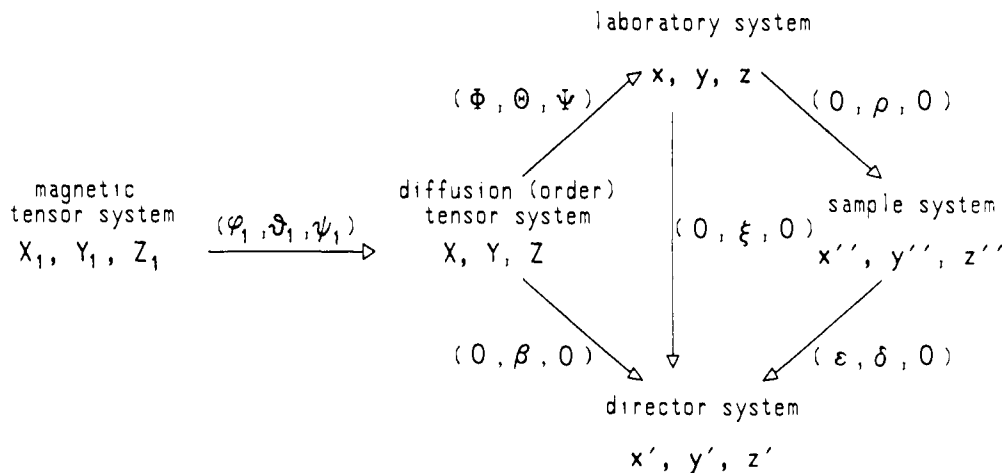 laboratory system
x, y, z
(Φ, Θ, Ψ)
(0, ρ, 0)
magnetic
tensor system
X₁, Y₁, Z₁
(φ₁, ϑ₁, ψ₁)
diffusion (order)
tensor system
X, Y, Z
(0, ξ, 0)
sample system
x'', y'', z''
(0, β, 0)
(ε, δ, 0)
director system
x', y', z'